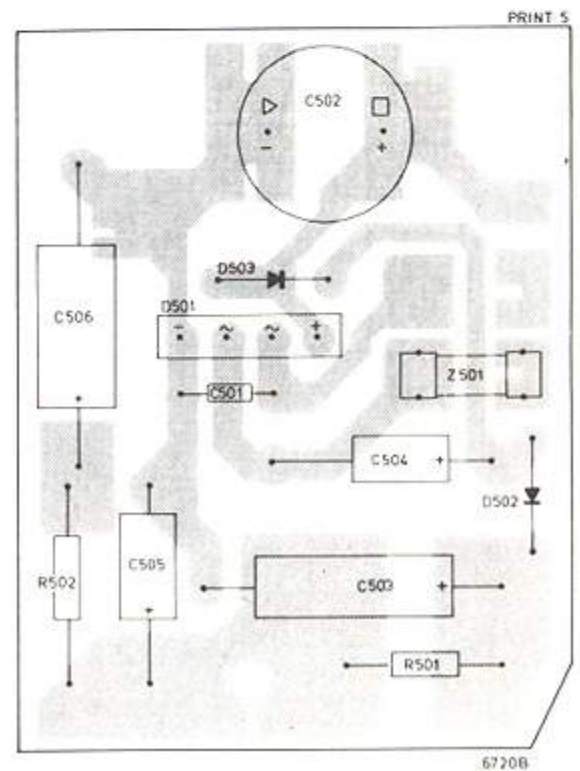 PRINT 5
C502
- +
D503
D501
- ~ ~ +
C506
C501
Z501
C504 +
D502
C505
R502
C503 +
R501
+
+
6720B